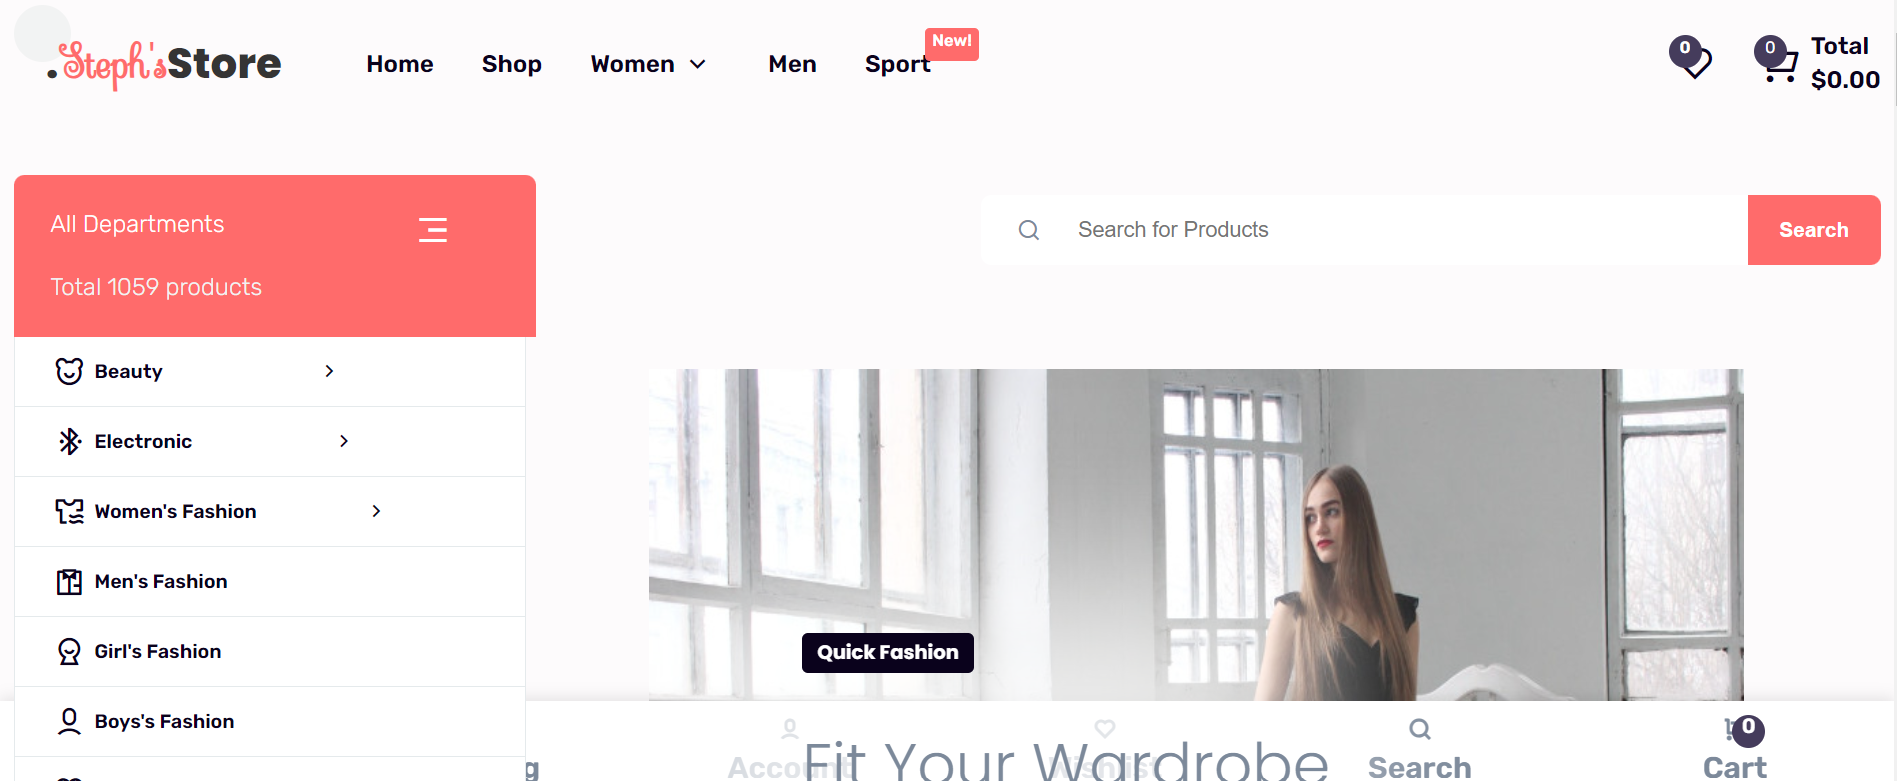 .Steph'sStore
Home
Shop
Women
Men
Sport
New!
0
0
Total
$0.00
All Departments
Total 1059 products
Search for Products
Search
Beauty
Electronic
Women's Fashion
Men's Fashion
Girl's Fashion
Boys's Fashion
Quick Fashion
Fit Your Wardrobe
Account
Wishlist
Search
0
Cart